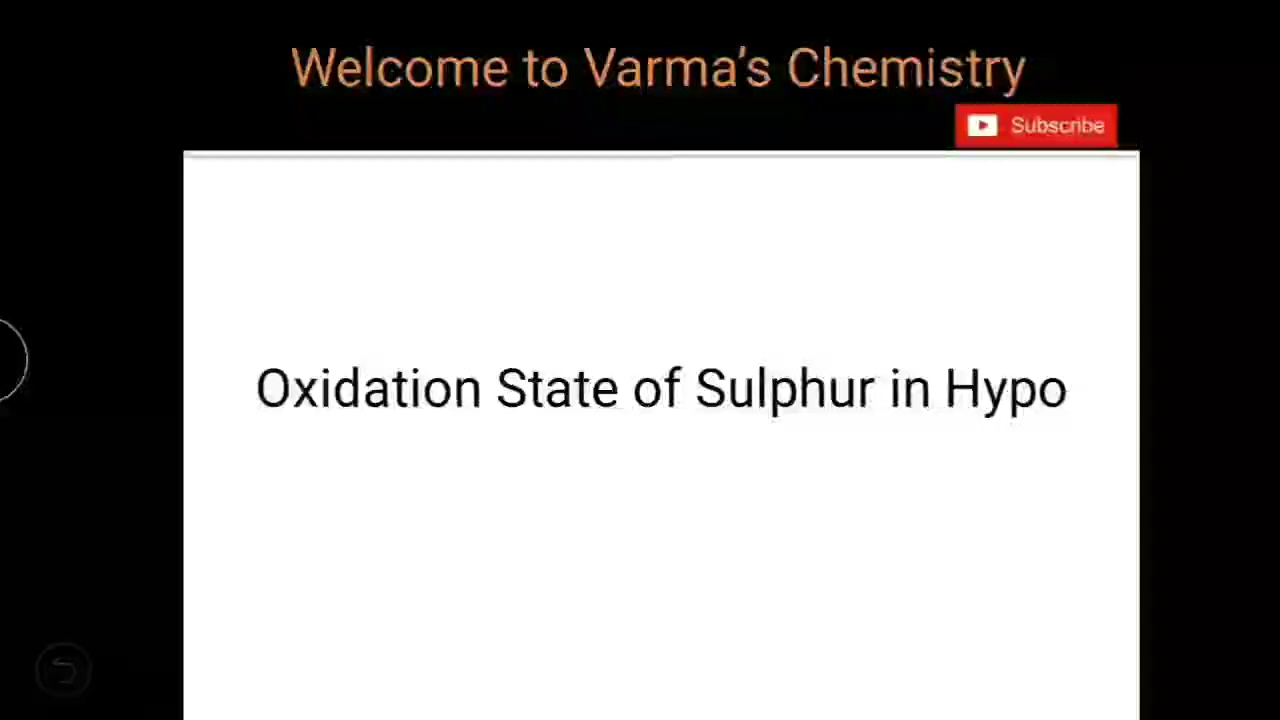 Welcome to Varma’s Chemistry
Subscribe
Oxidation State of Sulphur in Hypo